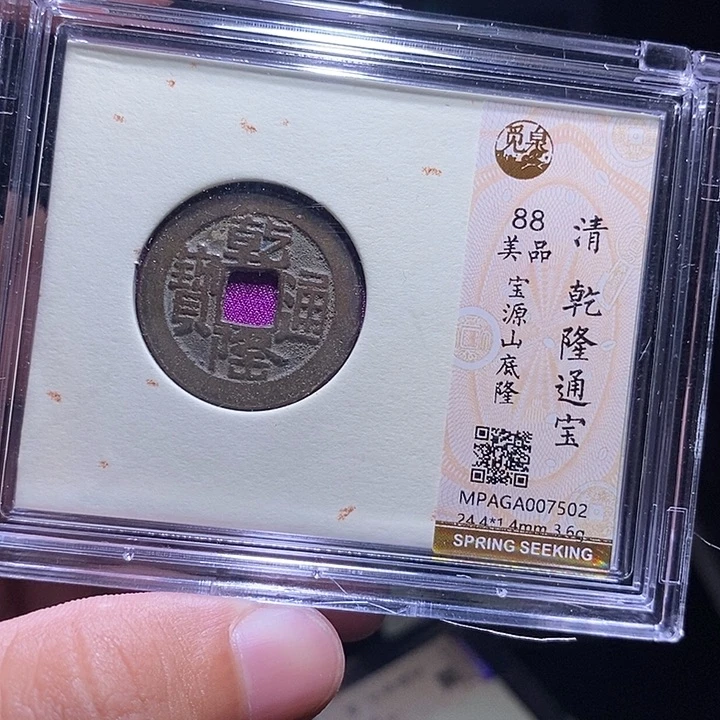 乾隆通寶
觅泉
清 乾隆通宝
88
美品
宝源山底隆
MPAGA007502
24.4*1.4mm 3.6g
SPRING SEEKING